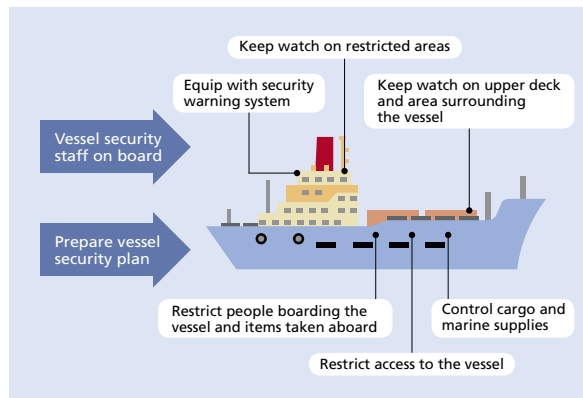 Keep watch on restricted areas
Equip with security
warning system
Keep watch on upper deck
and area surrounding
the vessel
Vessel security
staff on board
Prepare vessel
security plan
Restrict people boarding the
vessel and items taken aboard
Control cargo and
marine supplies
Restrict access to the vessel